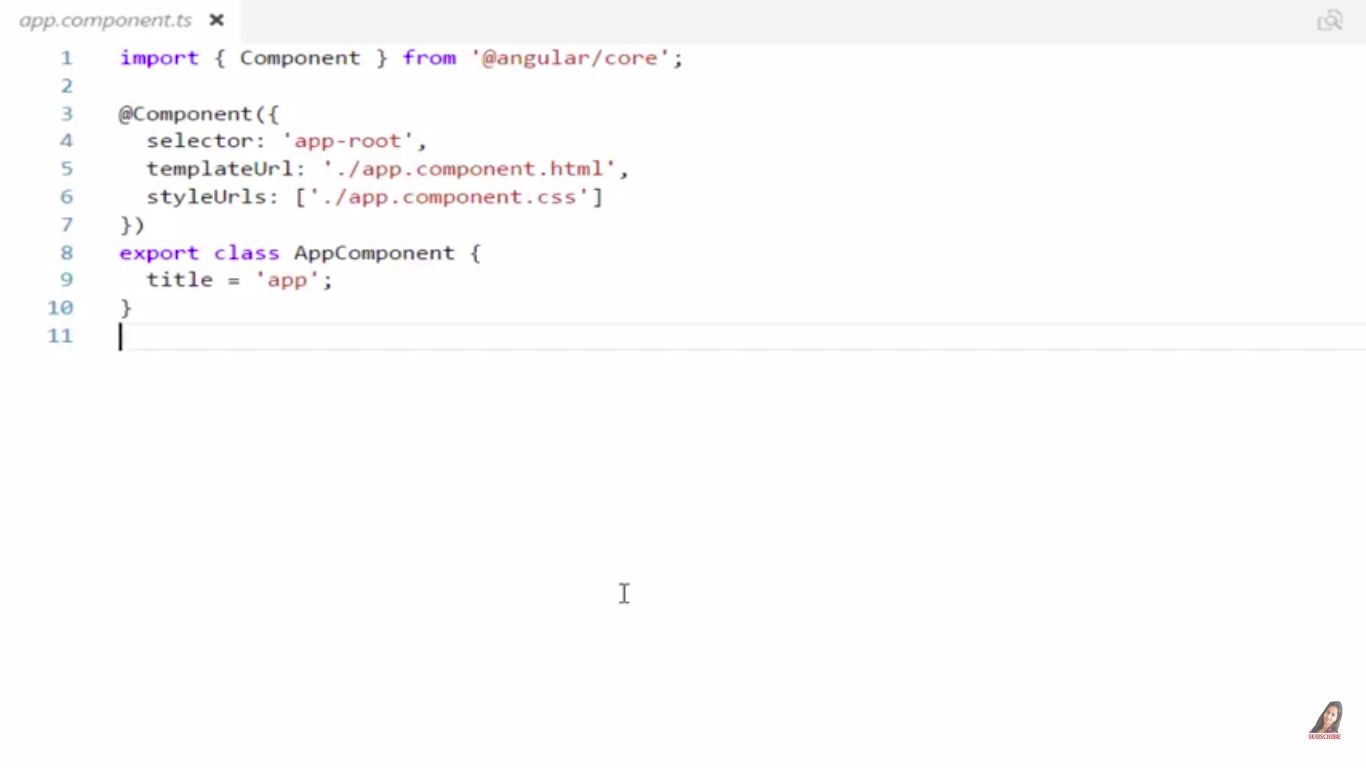 app.component.ts
1 import { Component } from '@angular/core';
2
3 @Component({
4   selector: 'app-root',
5   templateUrl: './app.component.html',
6   styleUrls: ['./app.component.css']
7 })
8 export class AppComponent {
9   title = 'app';
10 }
11
SUBSCRIBE